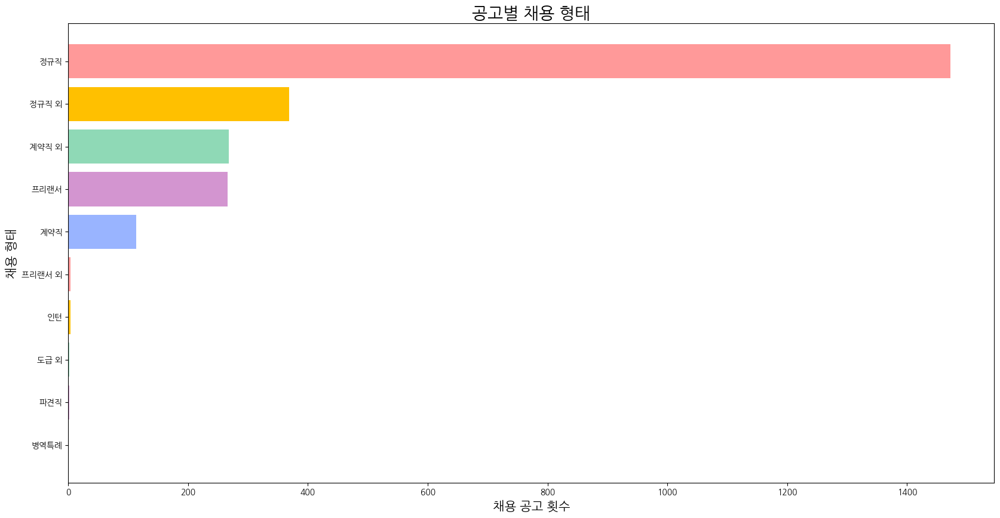 공고별 채용 형태
정규직
정규직 외
계약직 외
프리랜서
계약직
프리랜서 외
인턴
도급 외
파견직
병역특례
채용 형태
0 200 400 600 800 1000 1200 1400
채용 공고 횟수